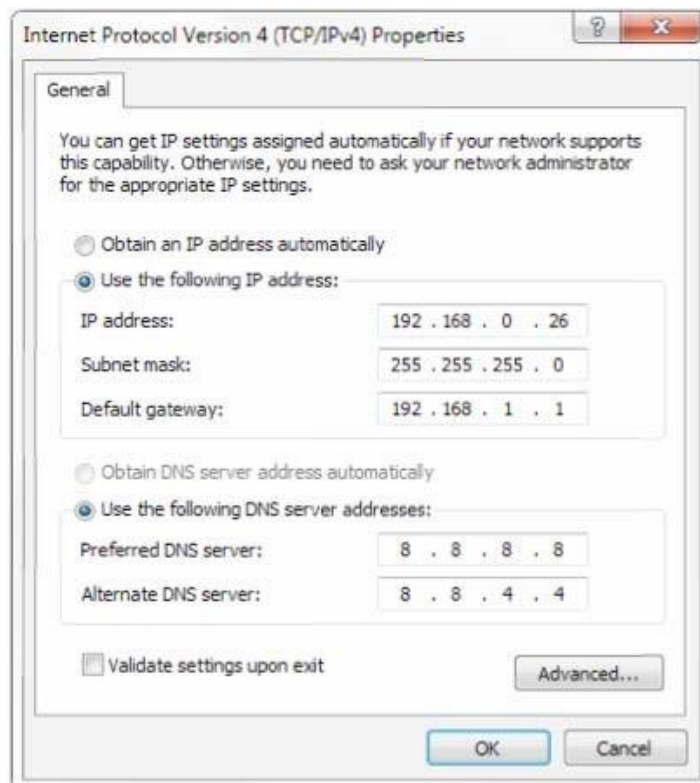 Internet Protocol Version 4 (TCP/IPv4) Properties
General
You can get IP settings assigned automatically if your network supports
this capability. Otherwise, you need to ask your network administrator
for the appropriate IP settings.
Obtain an IP address automatically
Use the following IP address:
IP address: 192 . 168 . 0 . 26
Subnet mask: 255 . 255 . 255 . 0
Default gateway: 192 . 168 . 1 . 1
Obtain DNS server address automatically
Use the following DNS server addresses:
Preferred DNS server: 8 . 8 . 8 . 8
Alternate DNS server: 8 . 8 . 4 . 4
Validate settings upon exit
Advanced...
OK Cancel